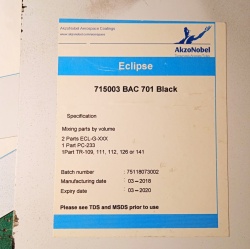 AkzoNobel Aerospace Coatings
AkzoNobel
Eclipse
715003 BAC 701 Black
Specification
Mixing parts by volume
2 Parts ECL-G-XXX
1 Part PC-233
1Part TR-109, 111, 112, 126 or 141
Batch number : 75118073002
Manufacturing date : 03-2018
Expiry date : 03-2020
Please see TDS and MSDS prior to use